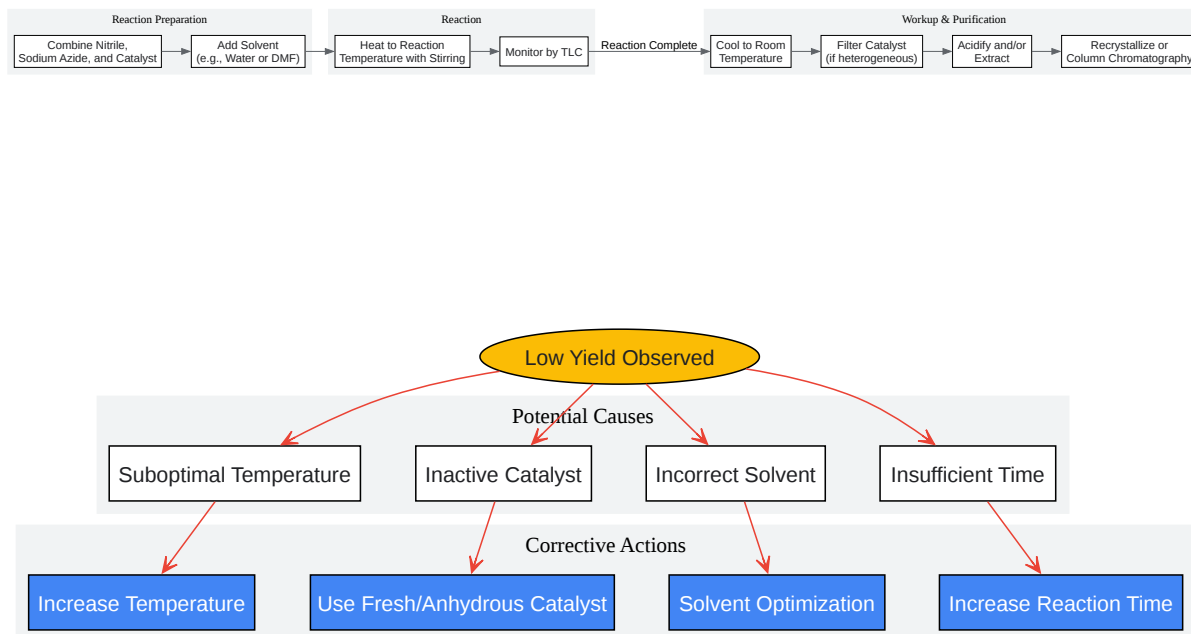 Reaction Preparation
Combine Nitrile,
Sodium Azide, and Catalyst
Add Solvent
(e.g., Water or DMF)
Reaction
Heat to Reaction
Temperature with Stirring
Monitor by TLC
Reaction Complete
Workup & Purification
Cool to Room
Temperature
Filter Catalyst
(if heterogeneous)
Acidify and/or
Extract
Recrystallize or
Column Chromatography
Low Yield Observed
Potential Causes
Suboptimal Temperature
Inactive Catalyst
Incorrect Solvent
Insufficient Time
Corrective Actions
Increase Temperature
Use Fresh/Anhydrous Catalyst
Solvent Optimization
Increase Reaction Time